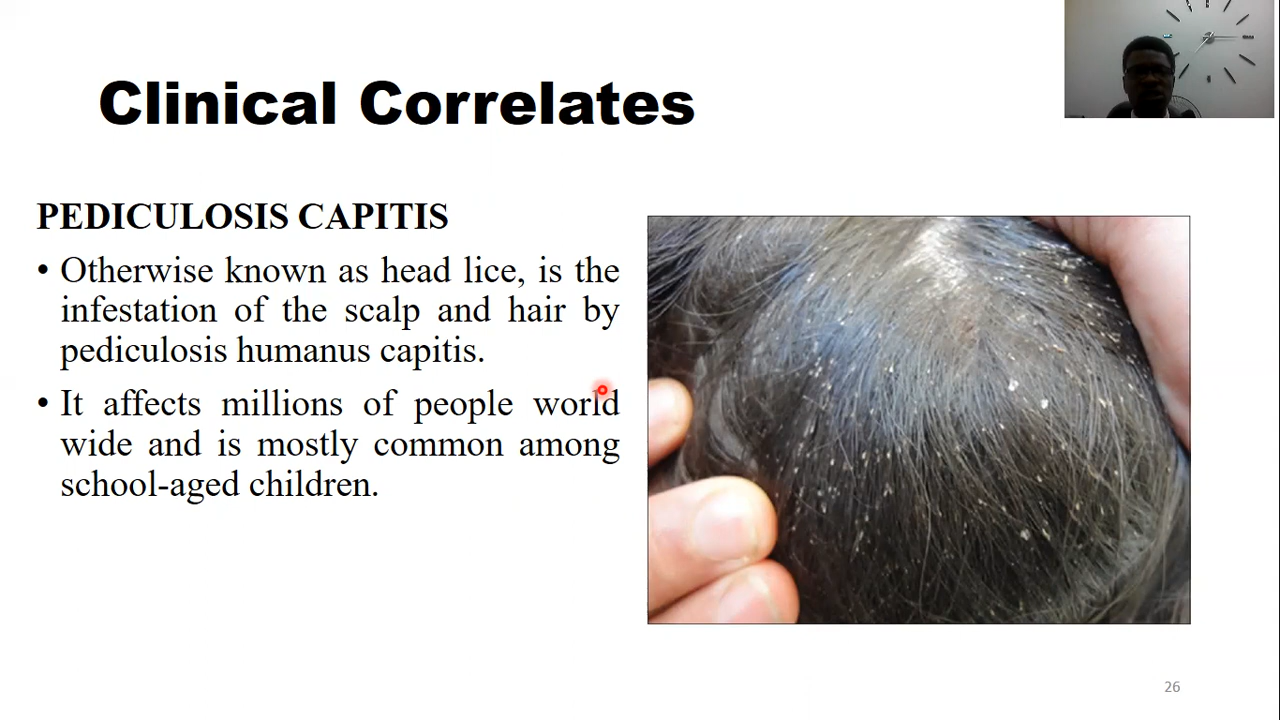 Clinical Correlates
PEDICULOSIS CAPITIS
• Otherwise known as head lice, is the
infestation of the scalp and hair by
pediculosis humanus capitis.
• It affects millions of people world
wide and is mostly common among
school-aged children.
26